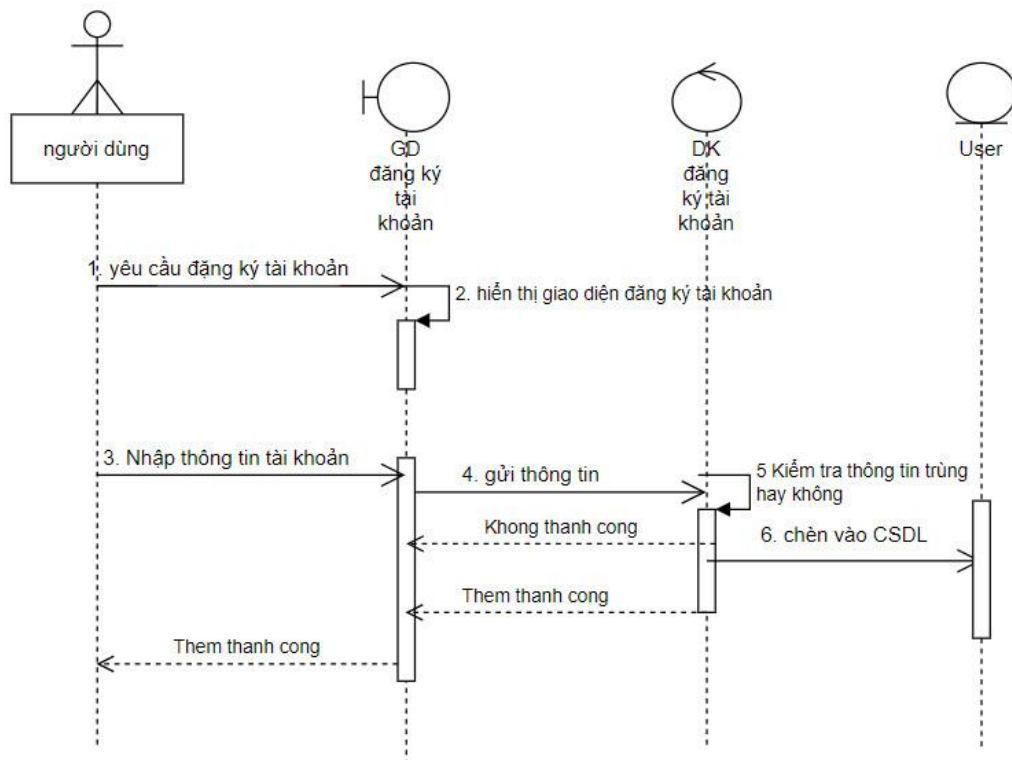 người dùng
GD
đăng ký
tài
khoản
DK
đăng
ký tài
khoản
User
1. yêu cầu đặng ký tài khoản
2. hiển thị giao diện đăng ký tài khoản
3. Nhập thông tin tài khoản
4. gửi thông tin
5 Kiểm tra thông tin trùng
hay không
Khong thanh cong
6. chèn vào CSDL
Them thanh cong
Them thanh cong